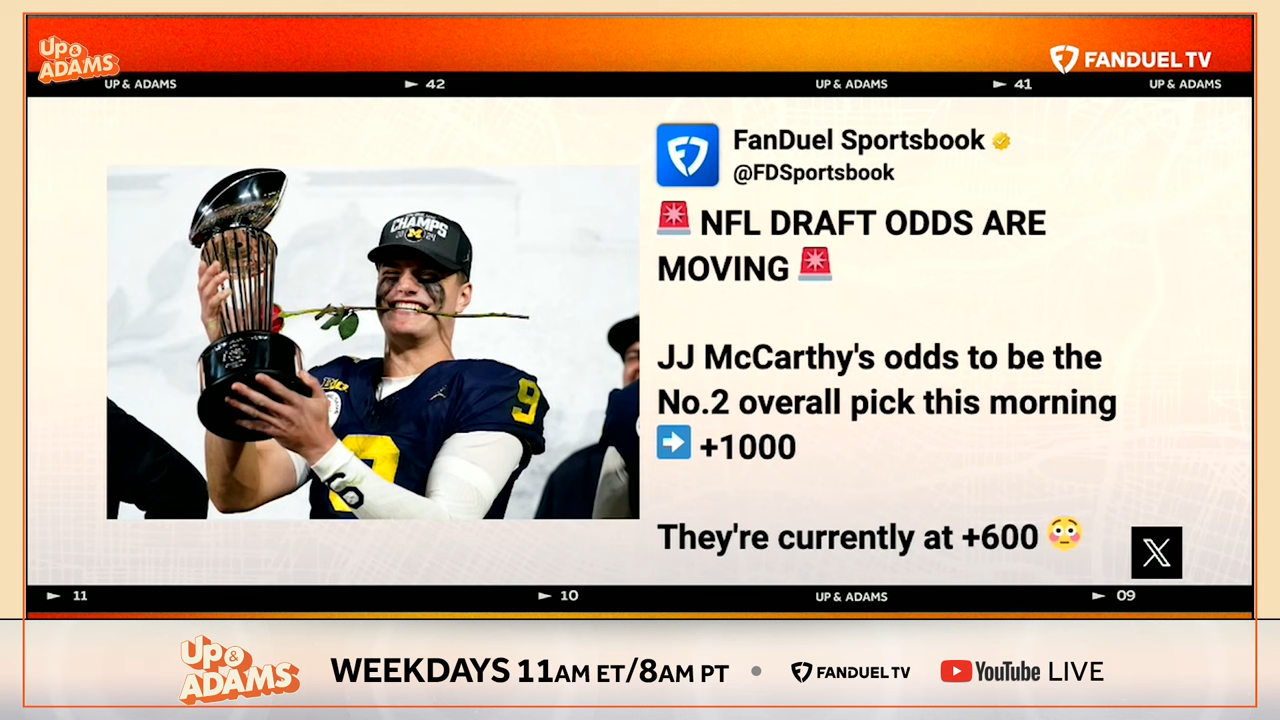 Up &
ADAMS
FANDUEL TV
UP & ADAMS
► 42
UP & ADAMS
► 41
UP & ADAMS
FanDuel Sportsbook
@FDSportsbook
🚨 NFL DRAFT ODDS ARE
MOVING 🚨
JJ McCarthy's odds to be the
No.2 overall pick this morning
➡️ +1000
They're currently at +600 😳
CHAMPS
M
9
► 11
► 10
UP & ADAMS
► 09
Up &
ADAMS
WEEKDAYS 11AM ET/8AM PT • FANDUEL TV YouTube LIVE